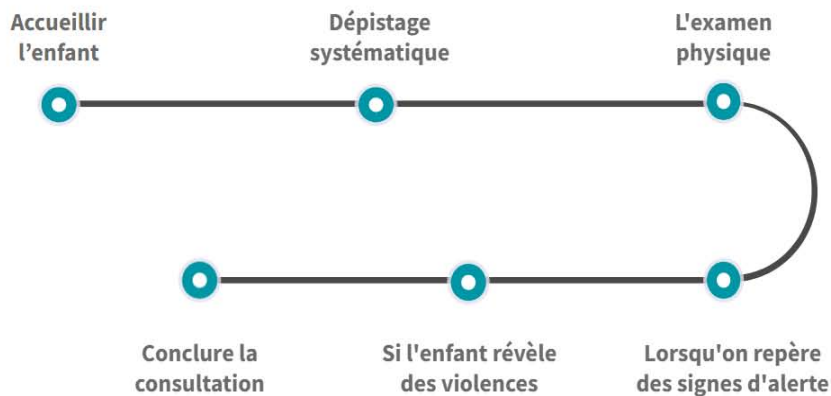 Accueillir
l’enfant
Dépistage
systématique
L'examen
physique
Lorsqu'on repère
des signes d'alerte
Si l'enfant révèle
des violences
Conclure la
consultation